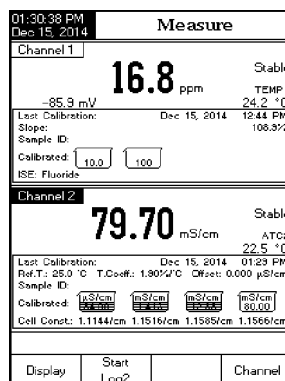 01:30:38 PM
Dec 15, 2014
Measure
Channel 1
16.8 ppm
Stable
-85.9 mV
TEMP
24.2 °C
Last Calibration: Dec 15, 2014 12:44 PM
Slope: 108.3%
Sample ID:
Calibrated: 10.0 100
ISE: Fluoride
Channel 2
79.70 mS/cm
Stable
ATC:
22.5 °C
Last Calibration: Dec 15, 2014 01:29 PM
Ref.T.: 25.0 °C T.Coeff.: 1.90%/°C Offset: 0.000 µS/cm
Sample ID:
Calibrated: µS/cm mS/cm mS/cm mS/cm
80.00
Cell Const.: 1.1144/cm 1.1516/cm 1.1585/cm 1.1566/cm
Display
Start
Log2
Channel